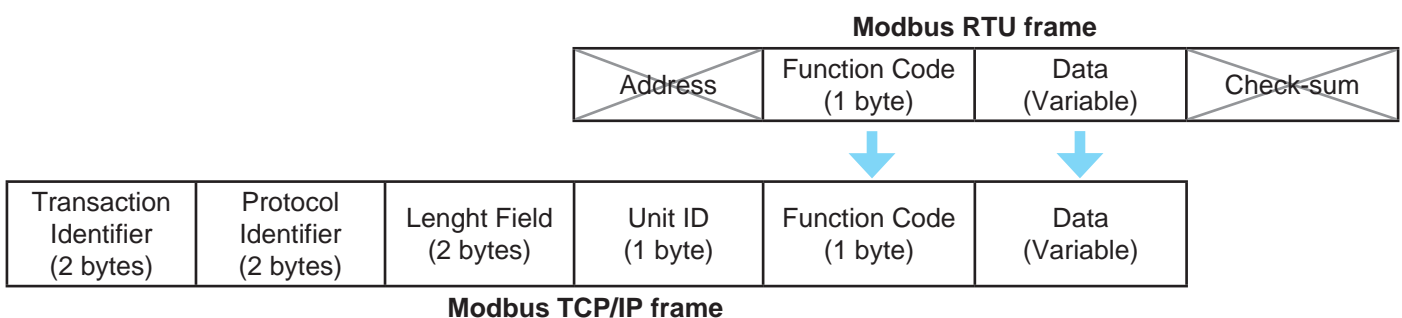 Modbus RTU frame
Address
Function Code
(1 byte)
Data
(Variable)
Check-sum
Transaction
Identifier
(2 bytes)
Protocol
Identifier
(2 bytes)
Lenght Field
(2 bytes)
Unit ID
(1 byte)
Function Code
(1 byte)
Data
(Variable)
Modbus TCP/IP frame